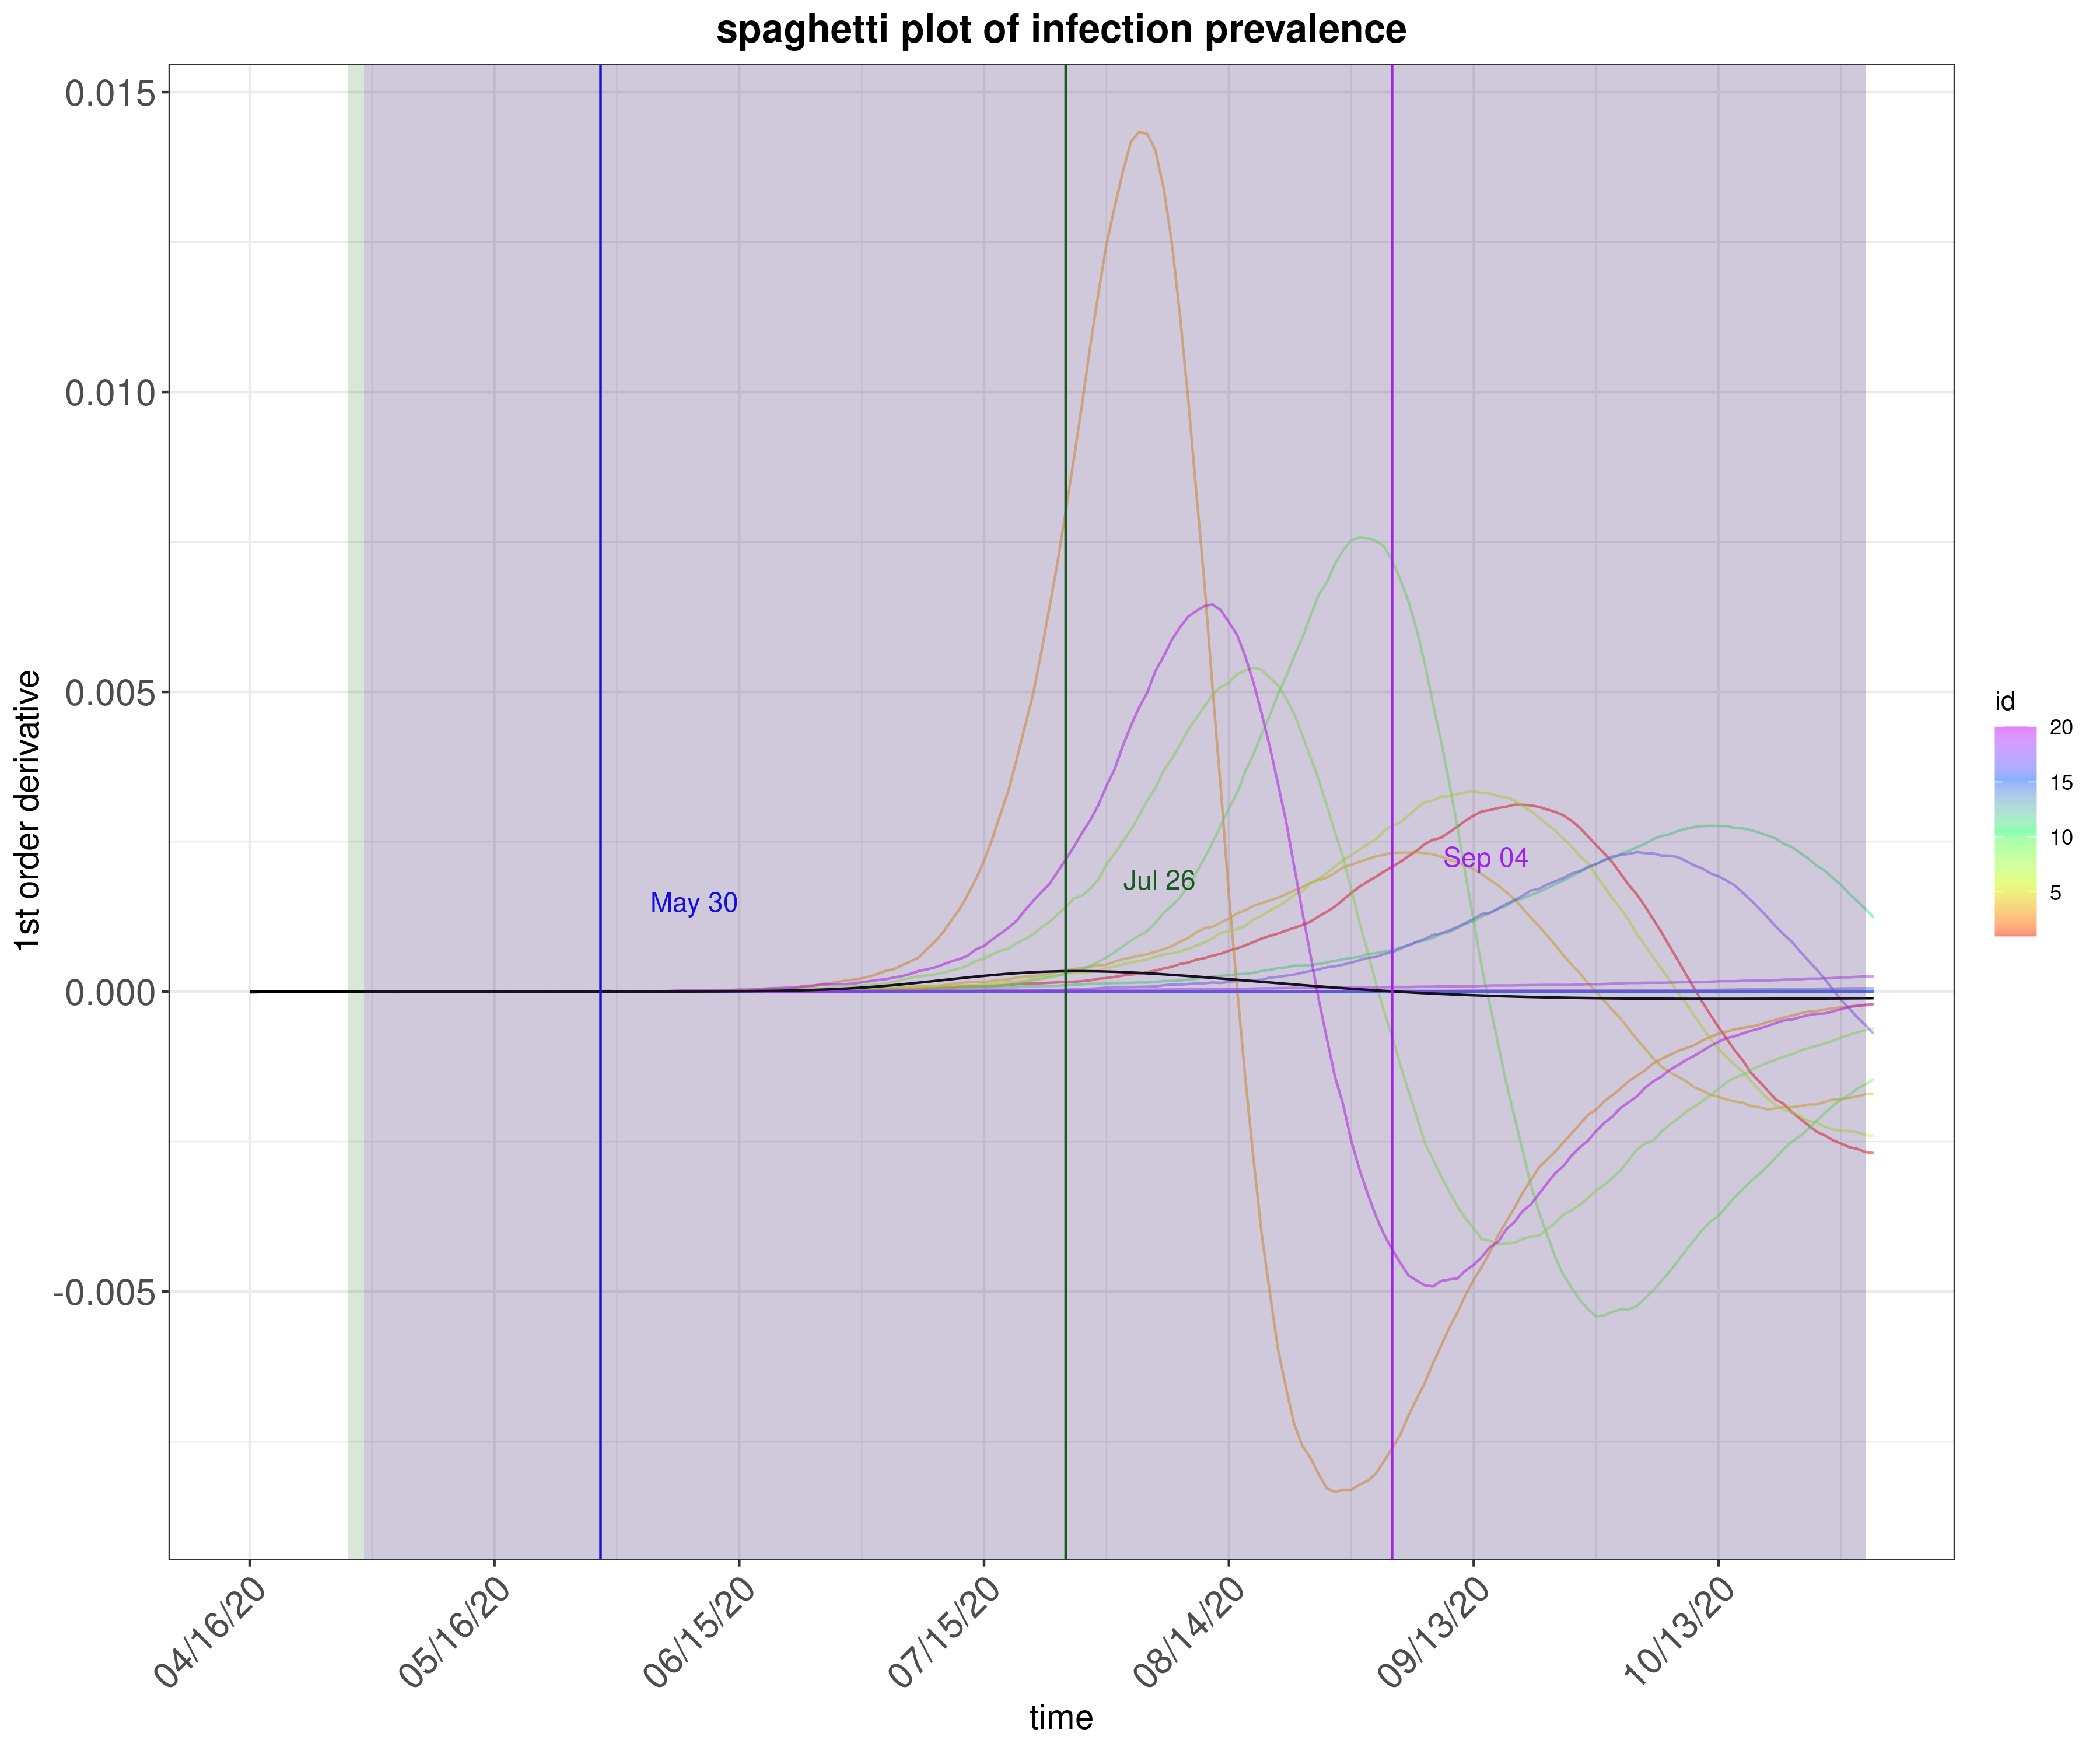 spaghetti plot of infection prevalence
0.015
0.010
0.005
0.000
-0.005
1st order derivative
May 30
Jul 26
Sep 04
04/16/20
05/16/20
06/15/20
07/15/20
08/14/20
09/13/20
10/13/20
time
id
20
15
10
5